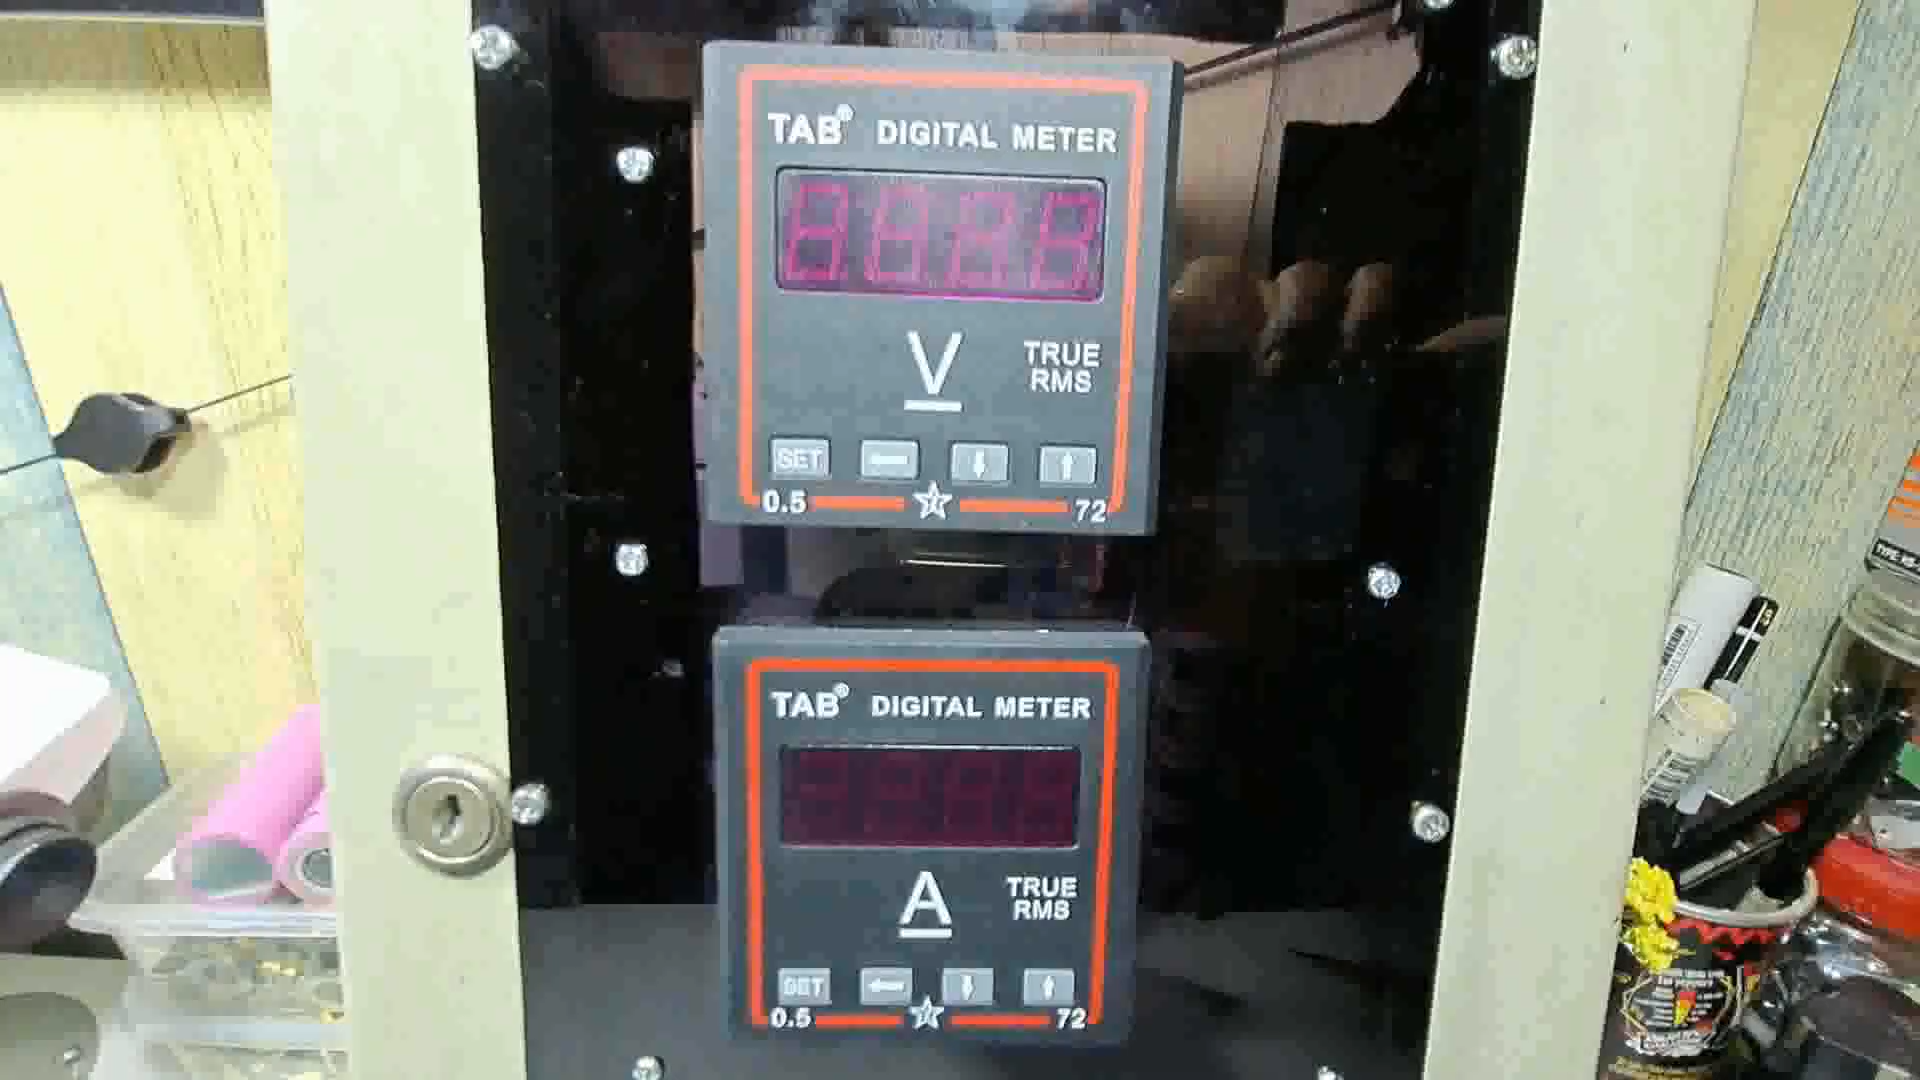 TAB® DIGITAL METER
V
TRUE
RMS
SET
0.5 72
TAB® DIGITAL METER
A
TRUE
RMS
SET
0.5 72